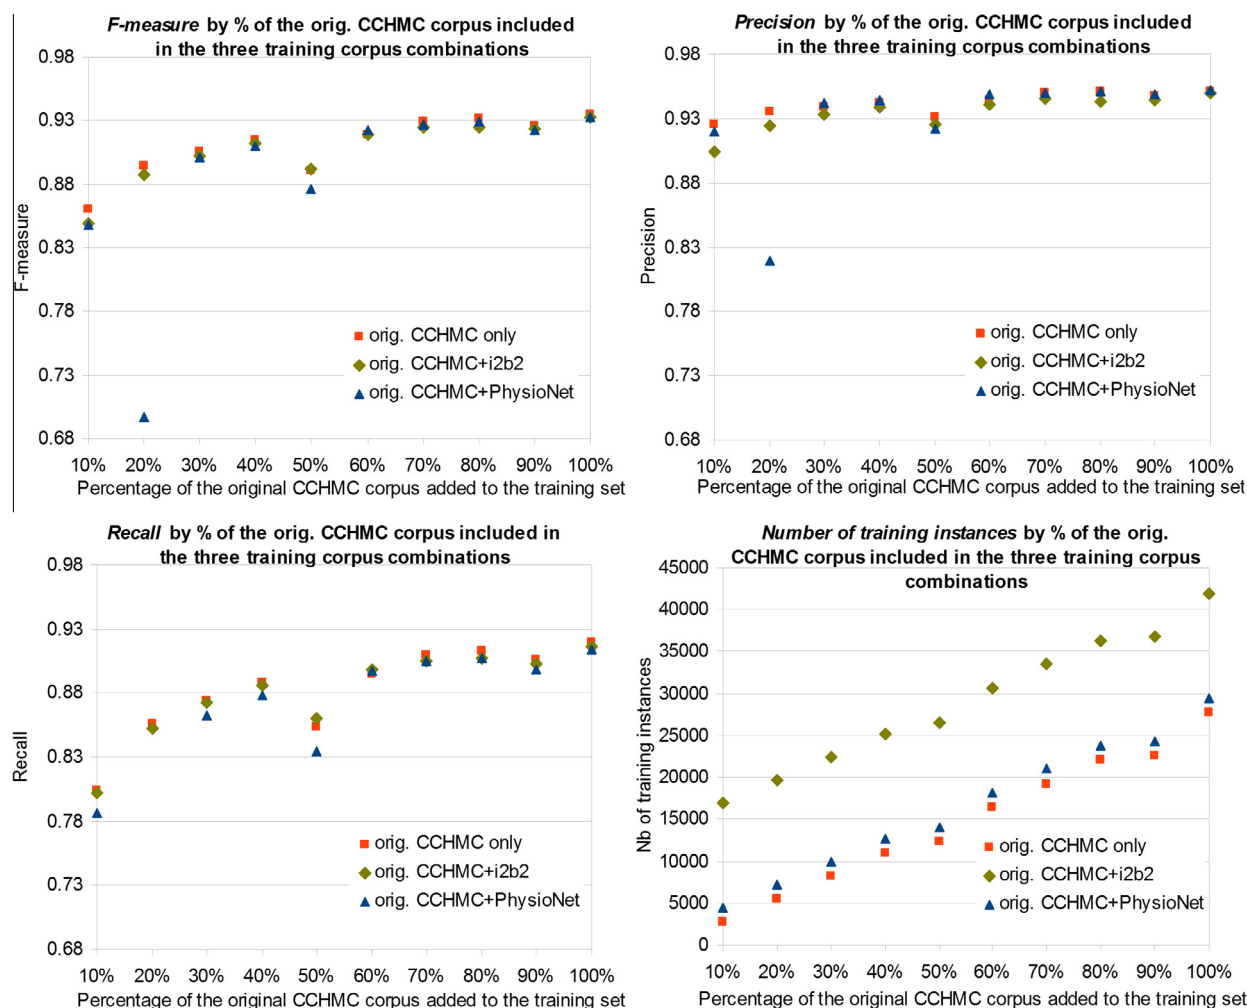 F-measure by % of the orig. CCHMC corpus included
in the three training corpus combinations
0.98
0.93
0.88
0.83
0.78
0.73
0.68
F-measure
orig. CCHMC only
orig. CCHMC+i2b2
orig. CCHMC+PhysioNet
10% 20% 30% 40% 50% 60% 70% 80% 90% 100%
Percentage of the original CCHMC corpus added to the training set
Precision by % of the orig. CCHMC corpus included
in the three training corpus combinations
0.98
0.93
0.88
0.83
0.78
0.73
0.68
Precision
orig. CCHMC only
orig. CCHMC+i2b2
orig. CCHMC+PhysioNet
10% 20% 30% 40% 50% 60% 70% 80% 90% 100%
Percentage of the original CCHMC corpus added to the training set
Recall by % of the orig. CCHMC corpus included in
the three training corpus combinations
0.98
0.93
0.88
0.83
0.78
0.73
0.68
Recall
orig. CCHMC only
orig. CCHMC+i2b2
orig. CCHMC+PhysioNet
10% 20% 30% 40% 50% 60% 70% 80% 90% 100%
Percentage of the original CCHMC corpus added to the training set
Number of training instances by % of the orig.
CCHMC corpus included in the three training corpus
combinations
45000
40000
35000
30000
25000
20000
15000
10000
5000
0
Nb of training instances
orig. CCHMC only
orig. CCHMC+i2b2
orig. CCHMC+PhysioNet
10% 20% 30% 40% 50% 60% 70% 80% 90% 100%
Percentage of the original CCHMC corpus added to the training set